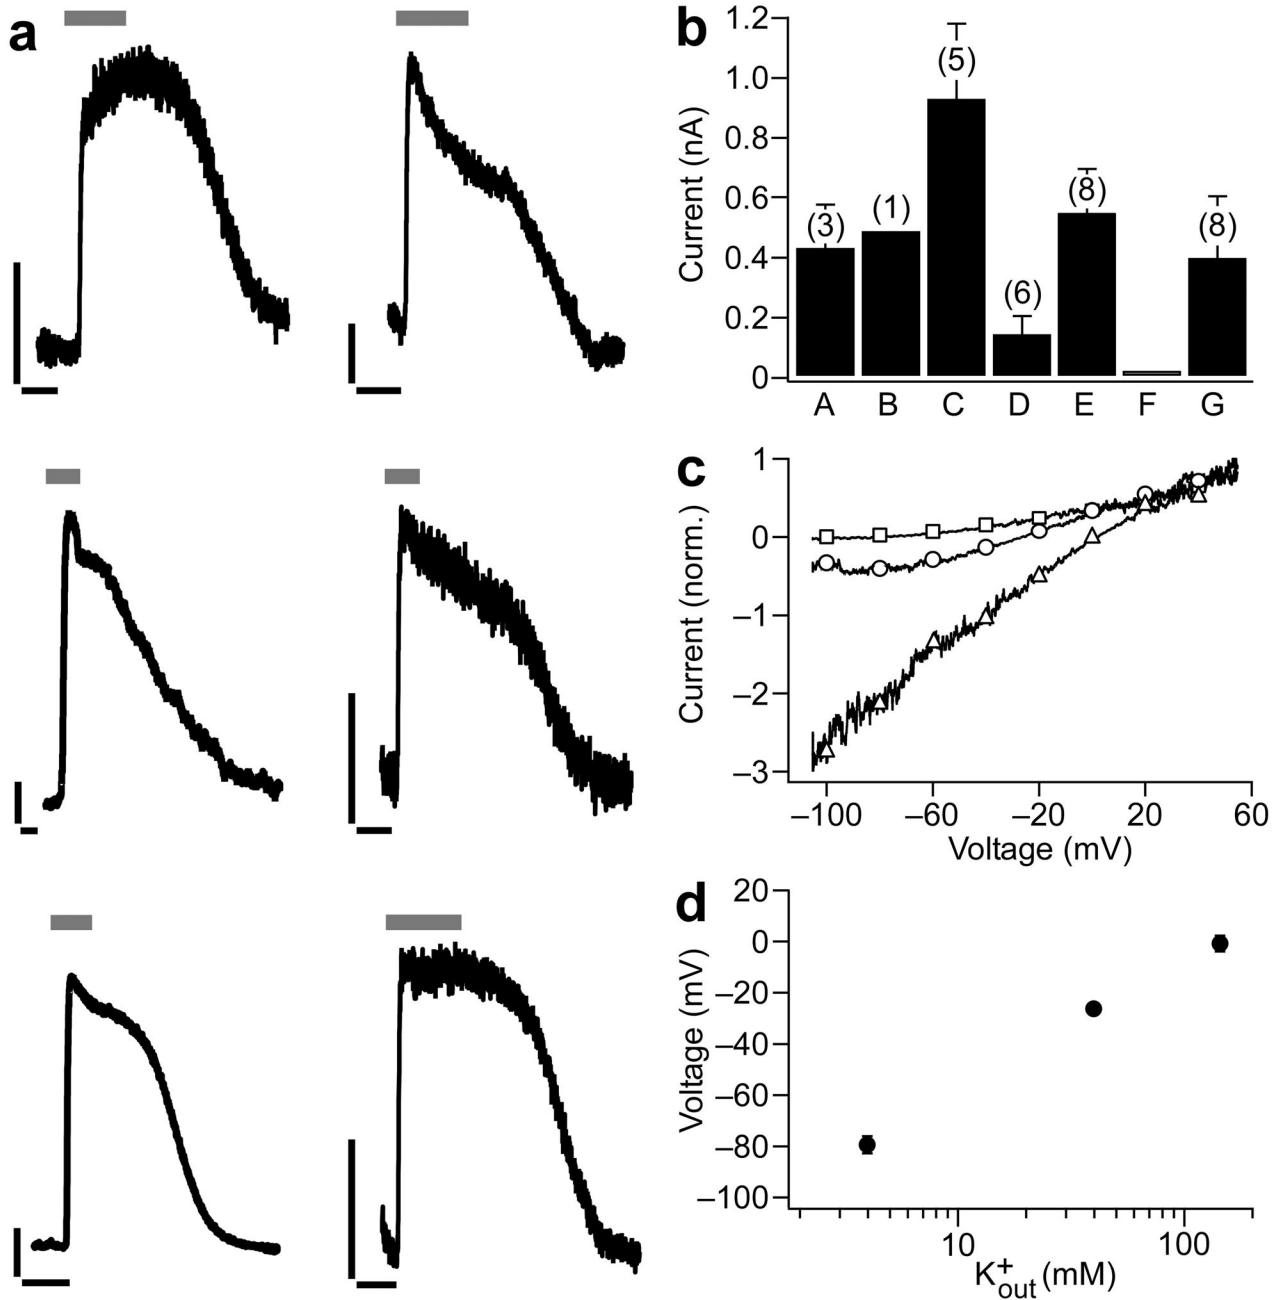 a
b
Current (nA)
1.2
1.0
0.8
0.6
0.4
0.2
0
(3)
(1)
(5)
(6)
(8)
(8)
A B C D E F G
c
Current (norm.)
1
0
–1
–2
–3
–100 –60 –20 20 60
Voltage (mV)
d
Voltage (mV)
20
0
–20
–40
–60
–80
–100
10 100
K+out (mM)